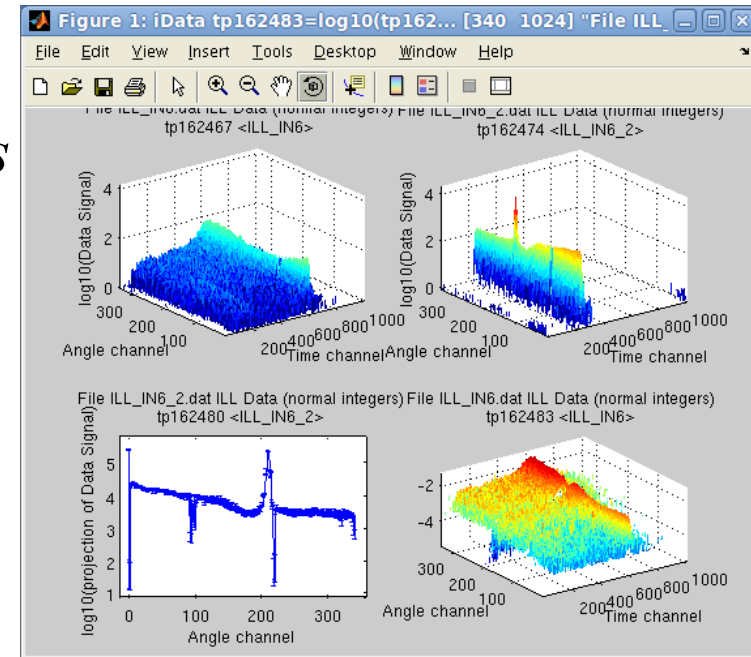 Figure 1: iData tp162483=log10(tp162... [340 1024] "File ILL_
File Edit View Insert Tools Desktop Window Help
s
File ILL_IN6.dat ILL Data (normal integers) File ILL_IN6_2.dat ILL Data (normal integers)
tp162467 <ILL_IN6> tp162474 <ILL_IN6_2>
log10(Data Signal)
4
2
0
300
200
100
200 400 600 800 1000
Angle channel
Time channel
log10(Data Signal)
4
2
0
300
200
100
200 400 600 800 1000
Angle channel
Time channel
File ILL_IN6_2.dat ILL Data (normal integers) File ILL_IN6.dat ILL Data (normal integers)
tp162480 <ILL_IN6_2> tp162483 <ILL_IN6>
log10(projection of Data Signal)
5
4
3
2
1
0 100 200 300
Angle channel
-2
-4
300
200
100
200 400 600 800 1000
Angle channel
Time channel